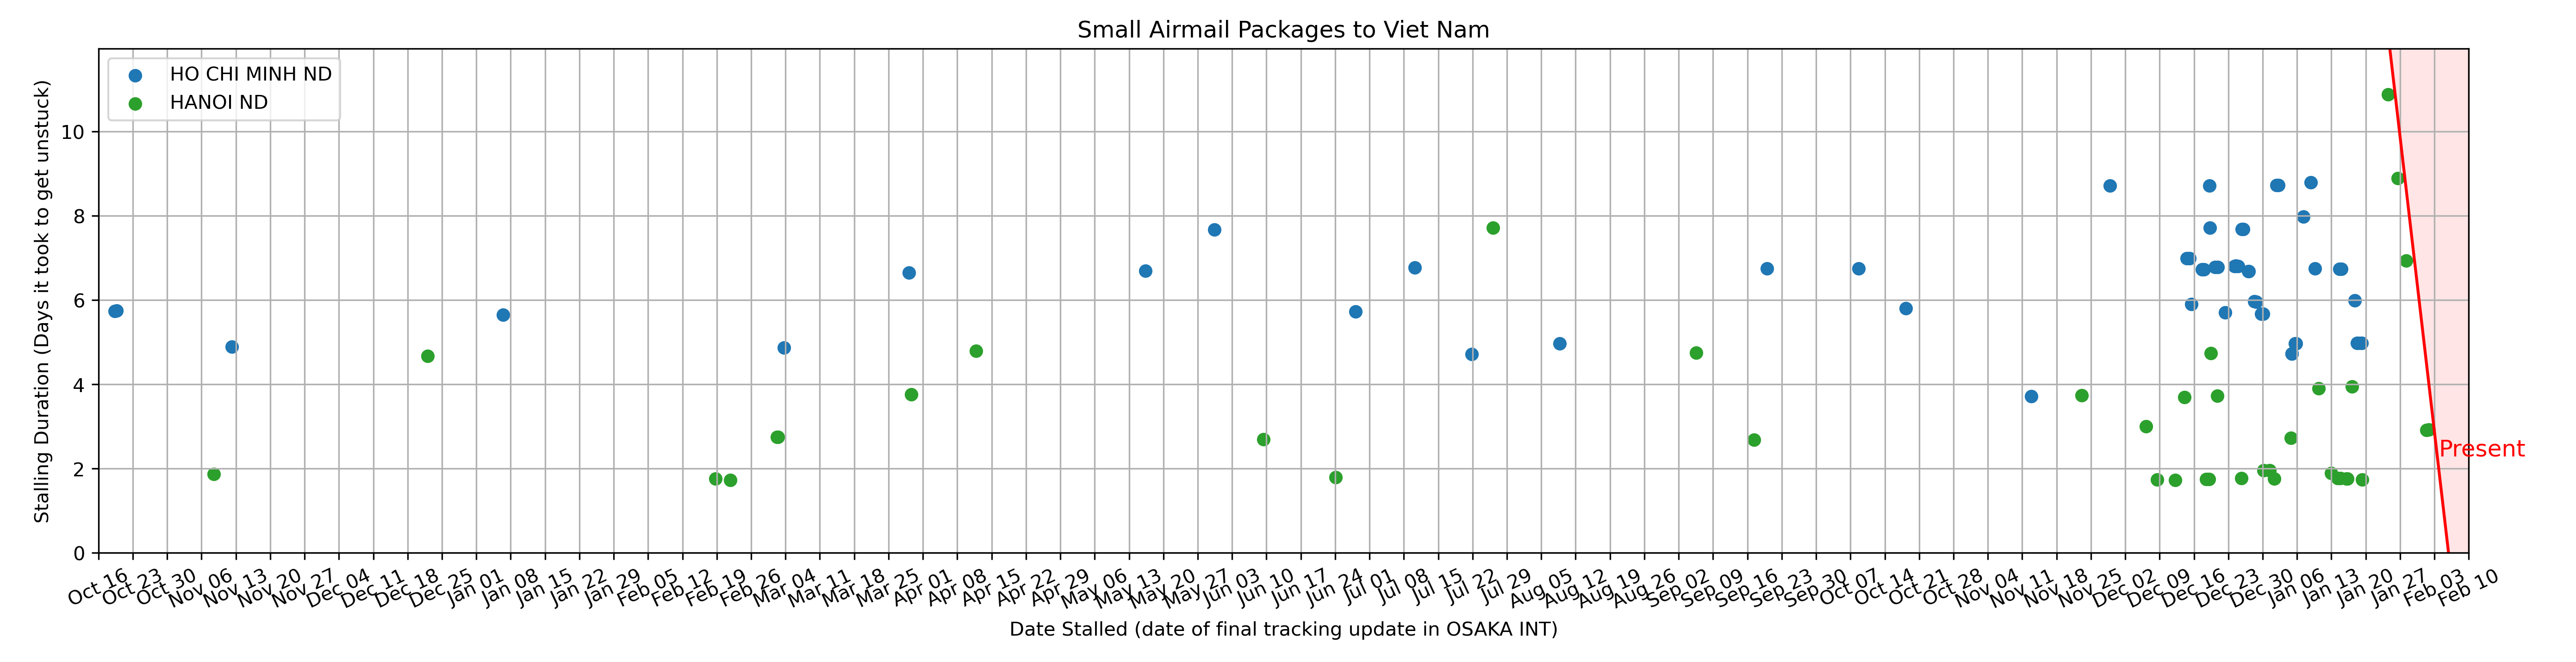 Small Airmail Packages to Viet Nam
HO CHI MINH ND
HANOI ND
Stalling Duration (Days it took to get unstuck)
10
8
6
4
2
0
Present
Oct 16
Oct 23
Oct 30
Nov 06
Nov 13
Nov 20
Nov 27
Dec 04
Dec 11
Dec 18
Dec 25
Jan 01
Jan 08
Jan 15
Jan 22
Jan 29
Feb 05
Feb 12
Feb 19
Feb 26
Mar 04
Mar 11
Mar 18
Mar 25
Apr 01
Apr 08
Apr 15
Apr 22
Apr 29
May 06
May 13
May 20
May 27
Jun 03
Jun 10
Jun 17
Jun 24
Jul 01
Jul 08
Jul 15
Jul 22
Jul 29
Aug 05
Aug 12
Aug 19
Aug 26
Sep 02
Sep 09
Sep 16
Sep 23
Sep 30
Oct 07
Oct 14
Oct 21
Oct 28
Nov 04
Nov 11
Nov 18
Nov 25
Dec 02
Dec 09
Dec 16
Dec 23
Dec 30
Jan 06
Jan 13
Jan 20
Jan 27
Feb 03
Feb 10
Date Stalled (date of final tracking update in OSAKA INT)